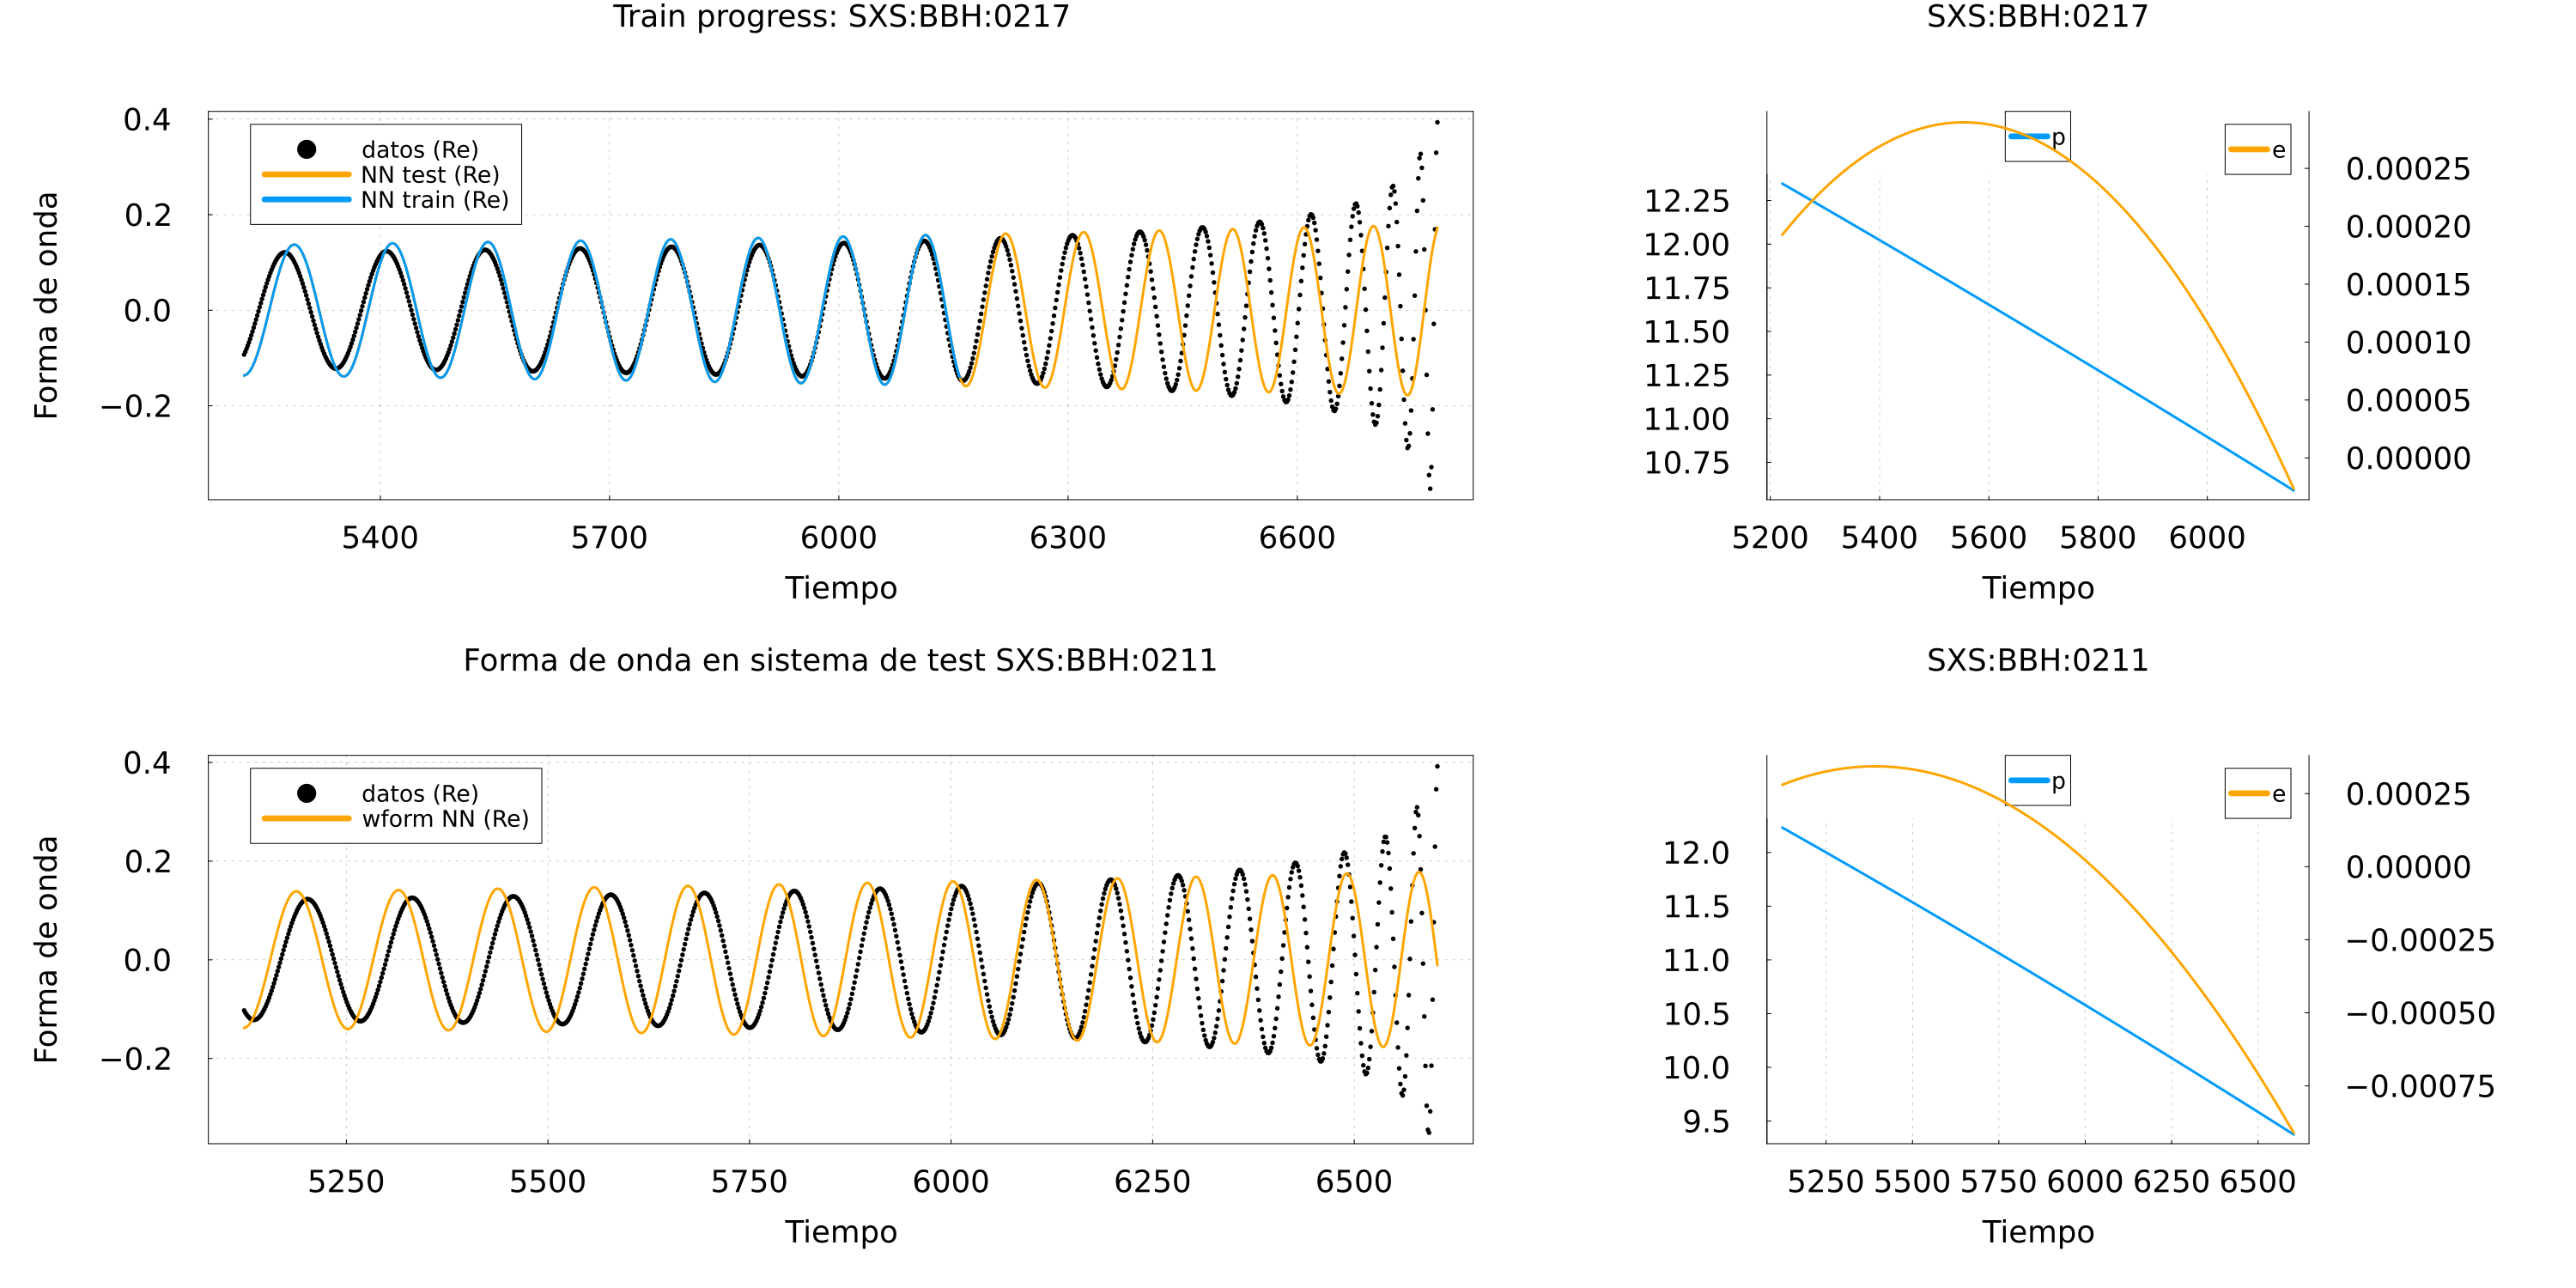 Train progress: SXS:BBH:0217
0.4
0.2
0.0
−0.2
Forma de onda
datos (Re)
NN test (Re)
NN train (Re)
5400 5700 6000 6300 6600
Tiempo
SXS:BBH:0217
12.25
12.00
11.75
11.50
11.25
11.00
10.75
p
e
0.00025
0.00020
0.00015
0.00010
0.00005
0.00000
5200 5400 5600 5800 6000
Tiempo
Forma de onda en sistema de test SXS:BBH:0211
0.4
0.2
0.0
−0.2
Forma de onda
datos (Re)
wform NN (Re)
5250 5500 5750 6000 6250 6500
Tiempo
SXS:BBH:0211
12.0
11.5
11.0
10.5
10.0
9.5
p
e
0.00025
0.00000
−0.00025
−0.00050
−0.00075
5250 5500 5750 6000 6250 6500
Tiempo